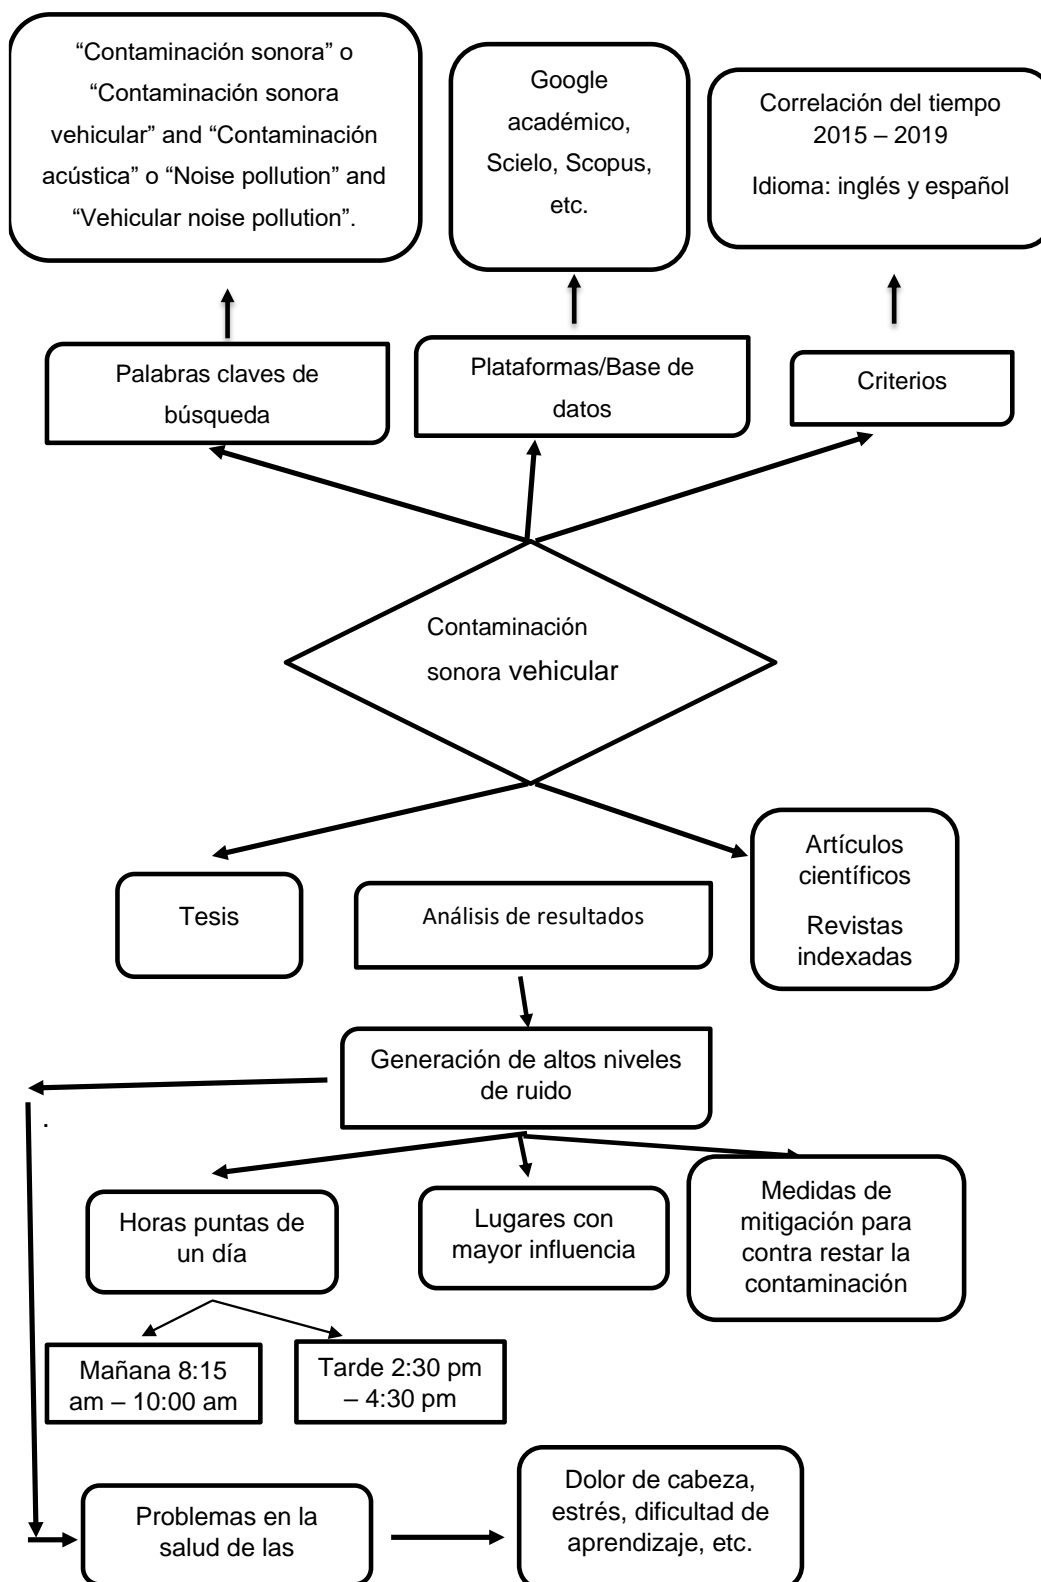 “Contaminación sonora” o
“Contaminación sonora
vehicular” and “Contaminación
acústica” o “Noise pollution” and
“Vehicular noise pollution”.
Google
académico,
Scielo, Scopus,
etc.
Correlación del tiempo
2015 – 2019
Idioma: inglés y español
Palabras claves de
búsqueda
Plataformas/Base de
datos
Criterios
Contaminación
sonora vehicular
Tesis
Análisis de resultados
Artículos
científicos
Revistas
indexadas
Generación de altos niveles
de ruido
.
Horas puntas de
un día
Lugares con
mayor influencia
Medidas de
mitigación para
contra restar la
contaminación
Mañana 8:15
am – 10:00 am
Tarde 2:30 pm
– 4:30 pm
Problemas en la
salud de las
Dolor de cabeza,
estrés, dificultad de
aprendizaje, etc.